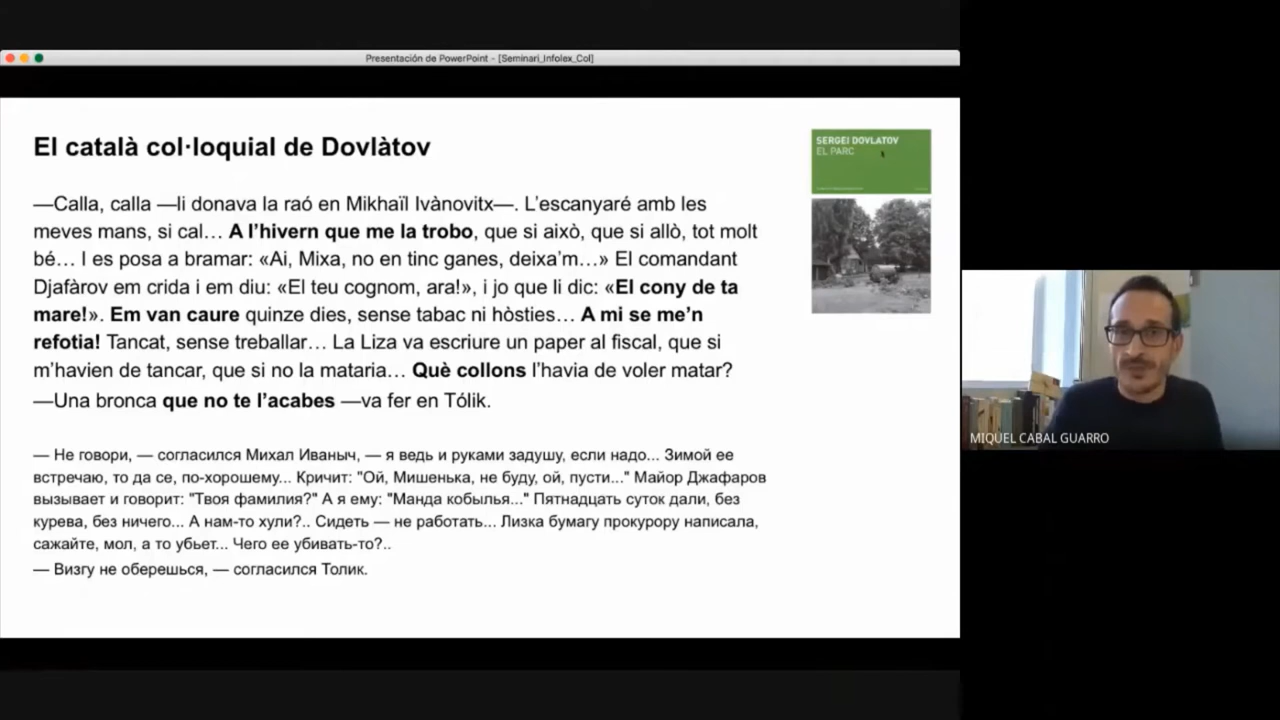 Presentación de PowerPoint - [Seminari_Infolex_Col]
El català col·loquial de Dovlàtov
SERGEI DOVLATOV
EL PARC
—Calla, calla —li donava la raó en Mikhaïl Ivànovitx—. L’escanyaré amb les
meves mans, si cal… A l’hivern que me la trobo, que si això, que si allò, tot molt
bé… I es posa a bramar: «Ai, Mixa, no en tinc ganes, deixa’m…» El comandant
Djafàrov em crida i em diu: «El teu cognom, ara!», i jo que li dic: «El cony de ta
mare!». Em van caure quinze dies, sense tabac ni hòsties… A mi se me’n
refotia! Tancat, sense treballar… La Liza va escriure un paper al fiscal, que si
m’havien de tancar, que si no la mataria… Què collons l’havia de voler matar?
—Una bronca que no te l’acabes —va fer en Tólik.
— Не говори, — согласился Михал Иваныч, — я ведь и руками задушу, если надо... Зимой ее
встречаю, то да се, по-хорошему... Кричит: "Ой, Мишенька, не буду, ой, пусти..." Майор Джафаров
вызывает и говорит: "Твоя фамилия?" А я ему: "Манда кобылья..." Пятнадцать суток дали, без
курева, без ничего... А нам-то хули?.. Сидеть — не работать... Лизка бумагу прокурору написала,
сажайте, мол, а то убьет... Чего ее убивать-то?..
— Визгу не оберешься, — согласился Толик.
MIQUEL CABAL GUARRO